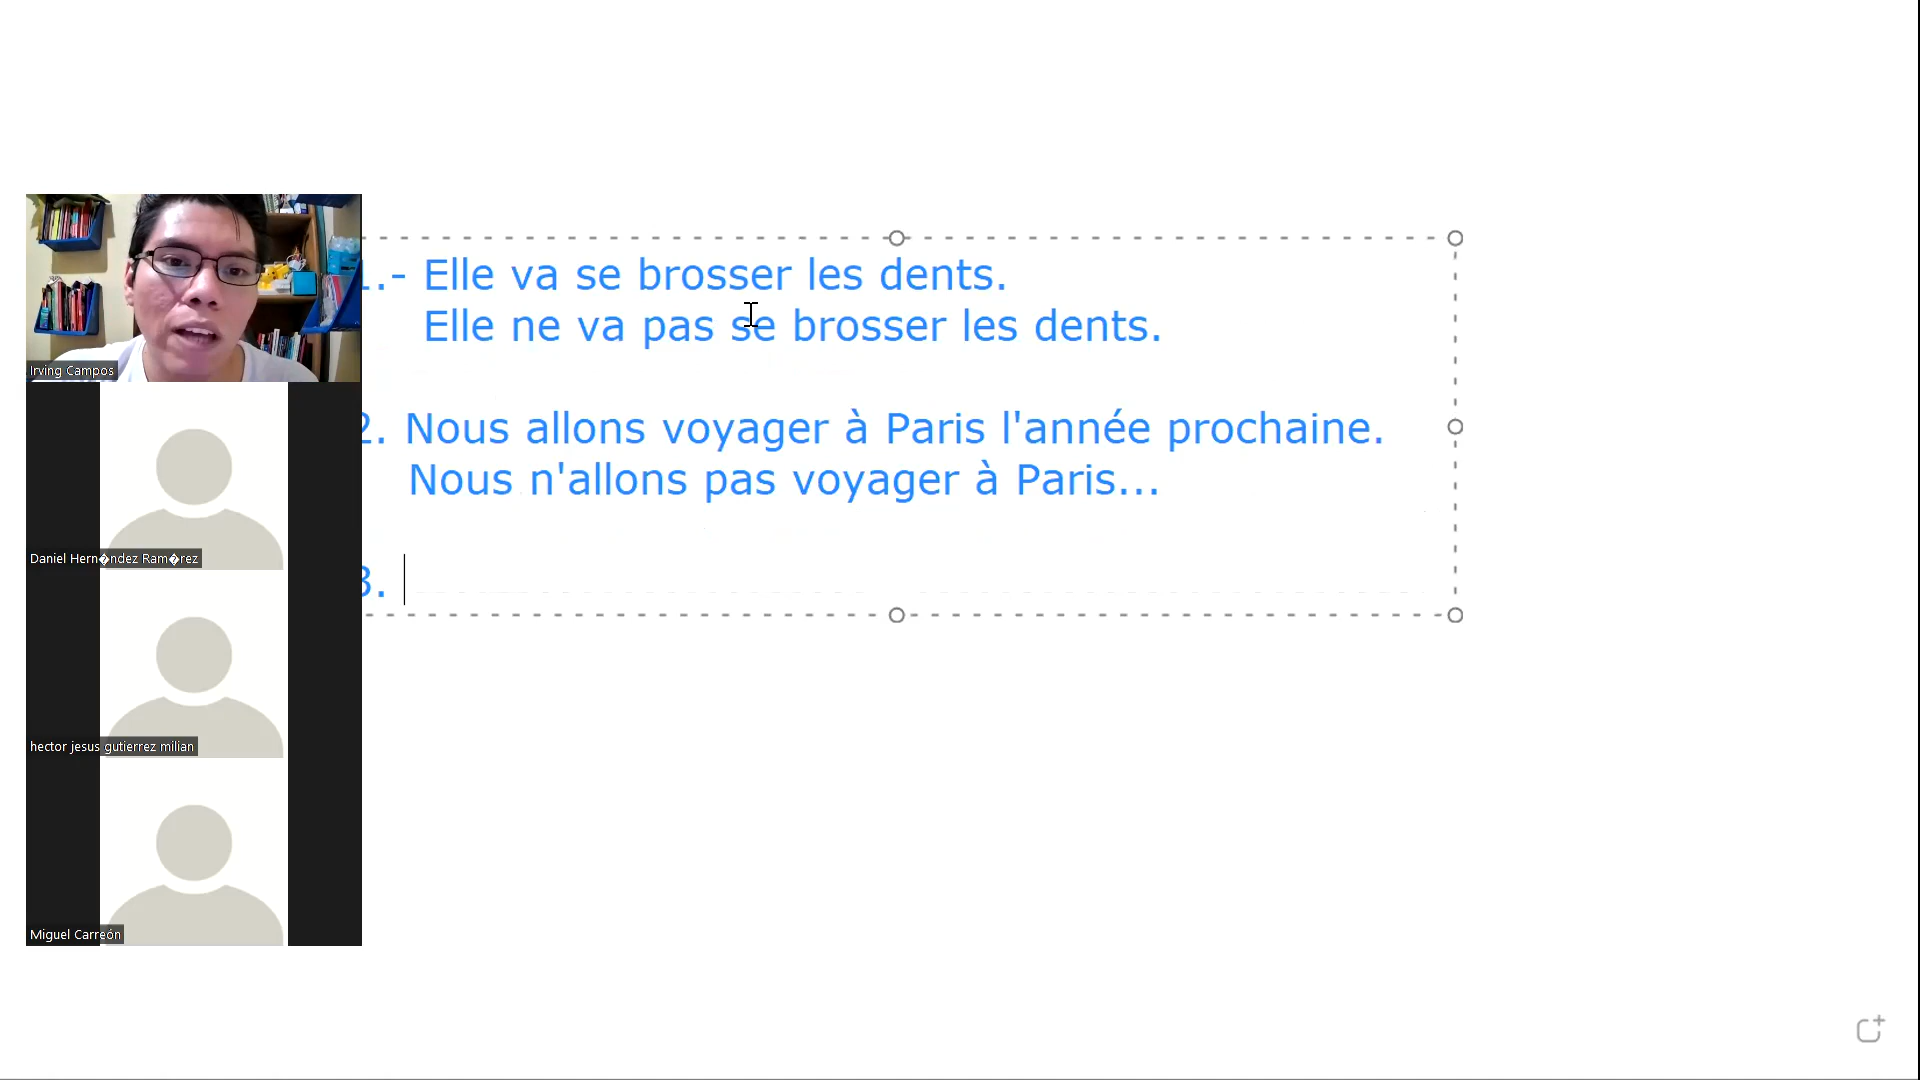 1.- Elle va se brosser les dents.
Elle ne va pas se brosser les dents.
2. Nous allons voyager à Paris l'année prochaine.
Nous n'allons pas voyager à Paris...
3.
Irving Campos
Daniel Hern�ndez Ram�rez
hector jesus gutierrez milian
Miguel Carreón